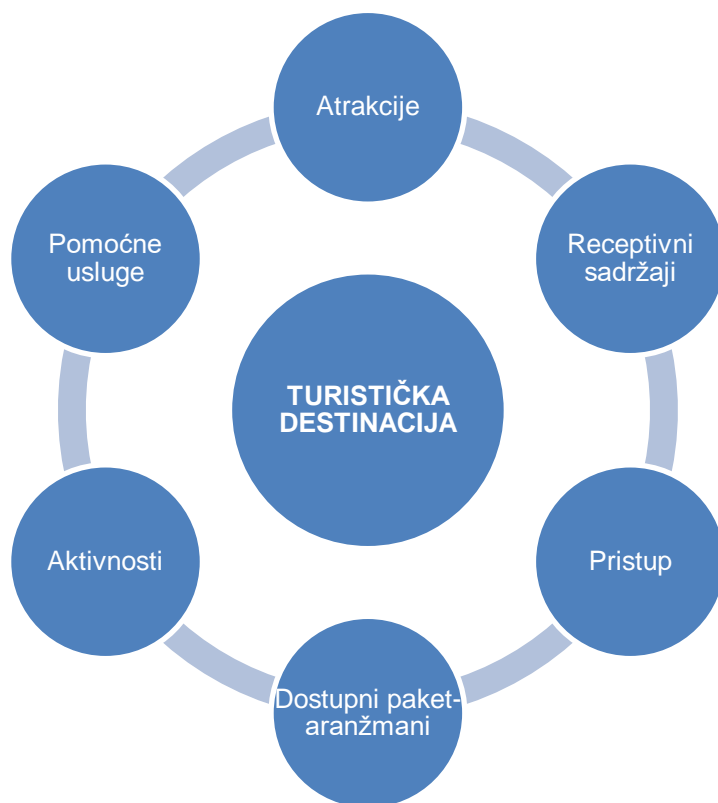 Atrakcije
Pomoćne
usluge
Receptivni
sadržaji
TURISTIČKA
DESTINACIJA
Aktivnosti
Pristup
Dostupni paket-
aranžmani